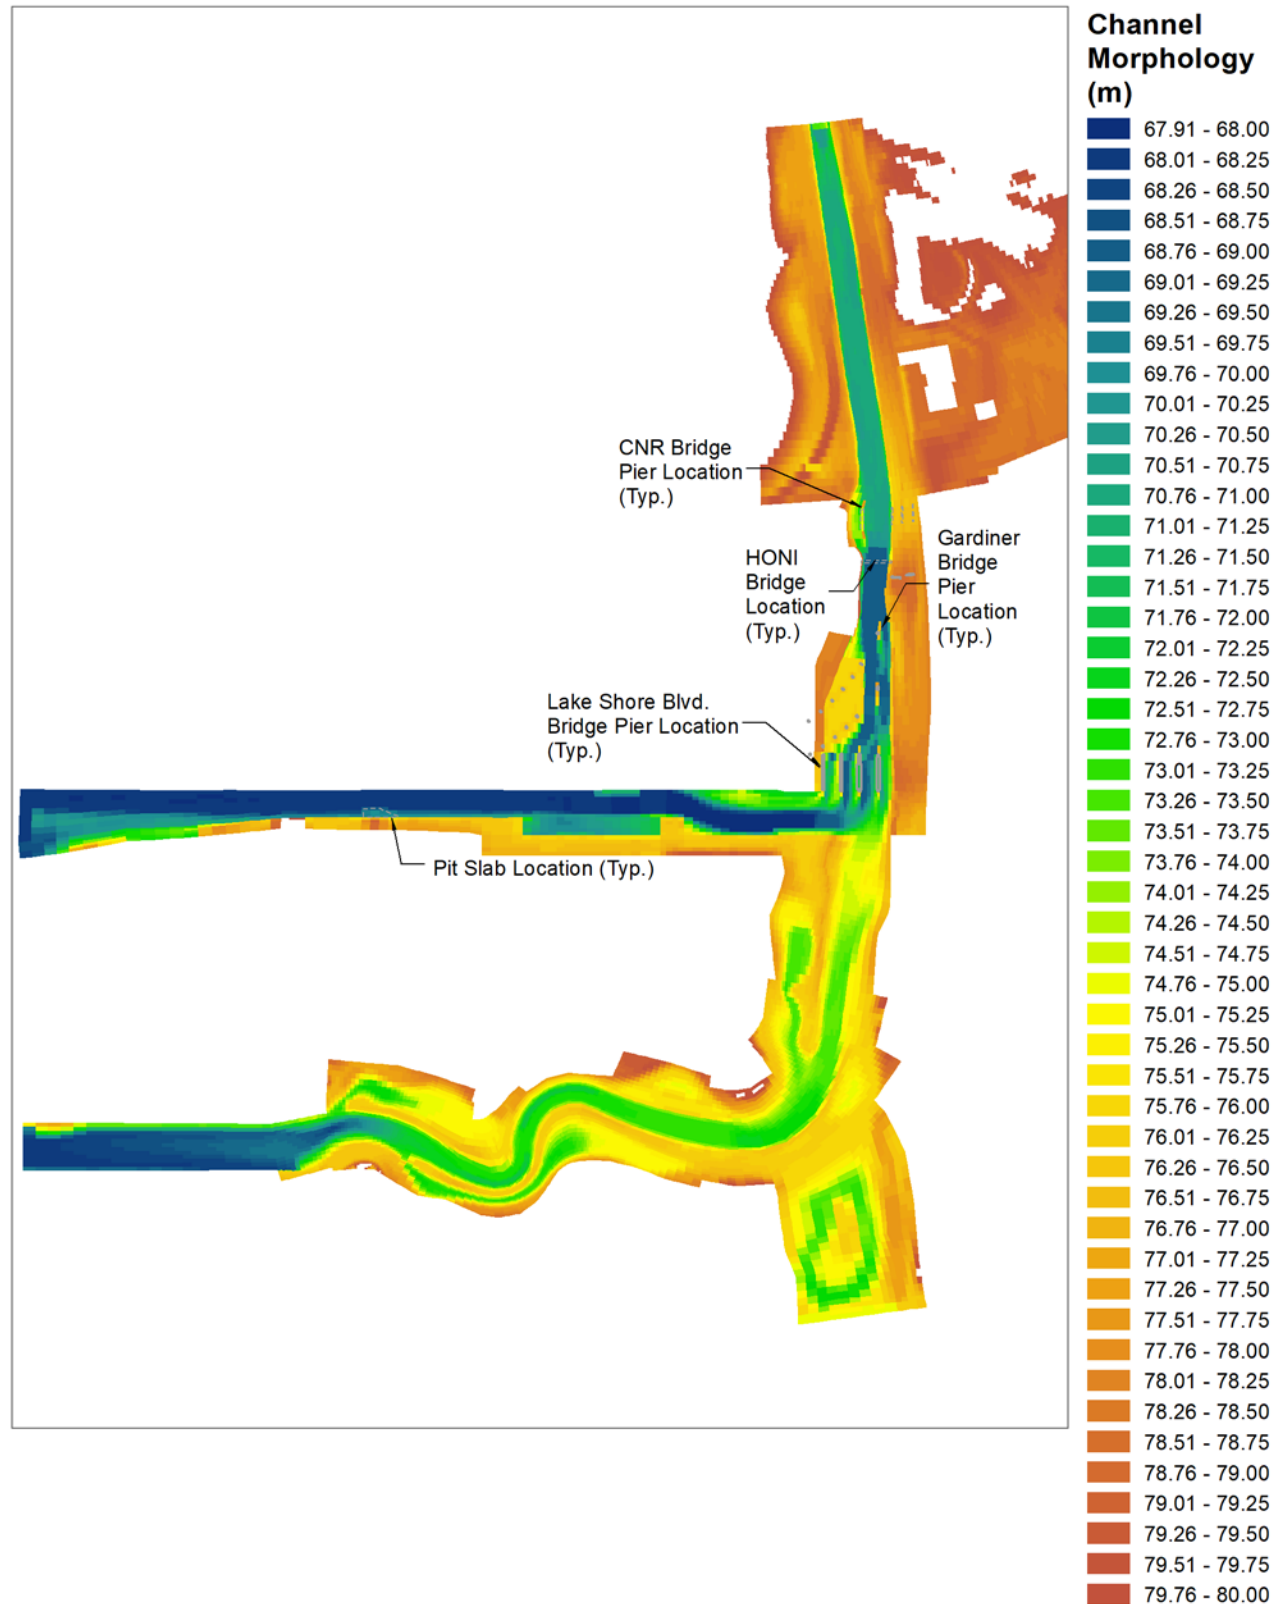 Channel
Morphology
(m)
67.91 - 68.00
68.01 - 68.25
68.26 - 68.50
68.51 - 68.75
68.76 - 69.00
69.01 - 69.25
69.26 - 69.50
69.51 - 69.75
69.76 - 70.00
70.01 - 70.25
70.26 - 70.50
70.51 - 70.75
70.76 - 71.00
71.01 - 71.25
71.26 - 71.50
71.51 - 71.75
71.76 - 72.00
72.01 - 72.25
72.26 - 72.50
72.51 - 72.75
72.76 - 73.00
73.01 - 73.25
73.26 - 73.50
73.51 - 73.75
73.76 - 74.00
74.01 - 74.25
74.26 - 74.50
74.51 - 74.75
74.76 - 75.00
75.01 - 75.25
75.26 - 75.50
75.51 - 75.75
75.76 - 76.00
76.01 - 76.25
76.26 - 76.50
76.51 - 76.75
76.76 - 77.00
77.01 - 77.25
77.26 - 77.50
77.51 - 77.75
77.76 - 78.00
78.01 - 78.25
78.26 - 78.50
78.51 - 78.75
78.76 - 79.00
79.01 - 79.25
79.26 - 79.50
79.51 - 79.75
79.76 - 80.00
CNR Bridge
Pier Location
(Typ.)
HONI
Bridge
Location
(Typ.)
Gardiner
Bridge
Pier
Location
(Typ.)
Lake Shore Blvd.
Bridge Pier Location
(Typ.)
Pit Slab Location (Typ.)